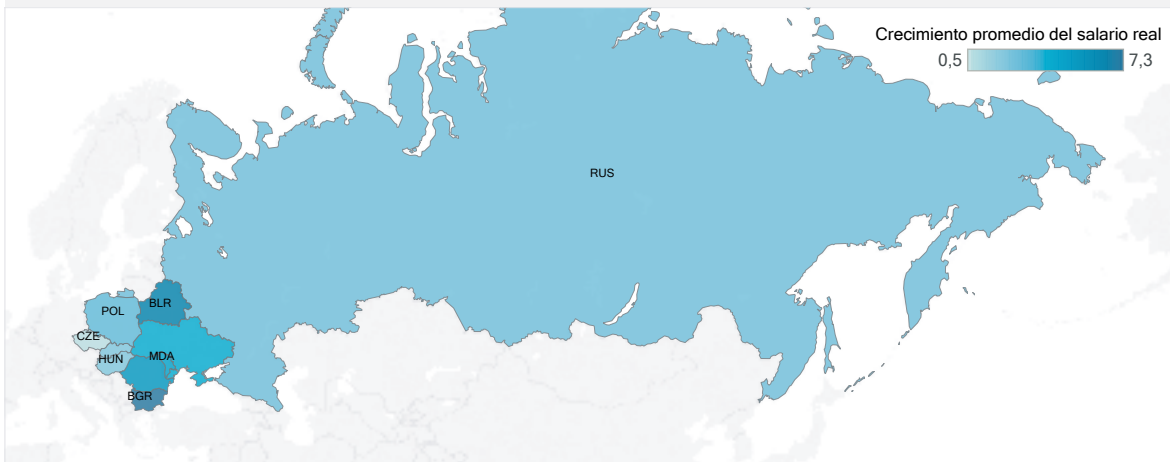 Crecimiento promedio del salario real
0,5 7,3
RUS
BLR
POL
CZE
HUN
MDA
BGR